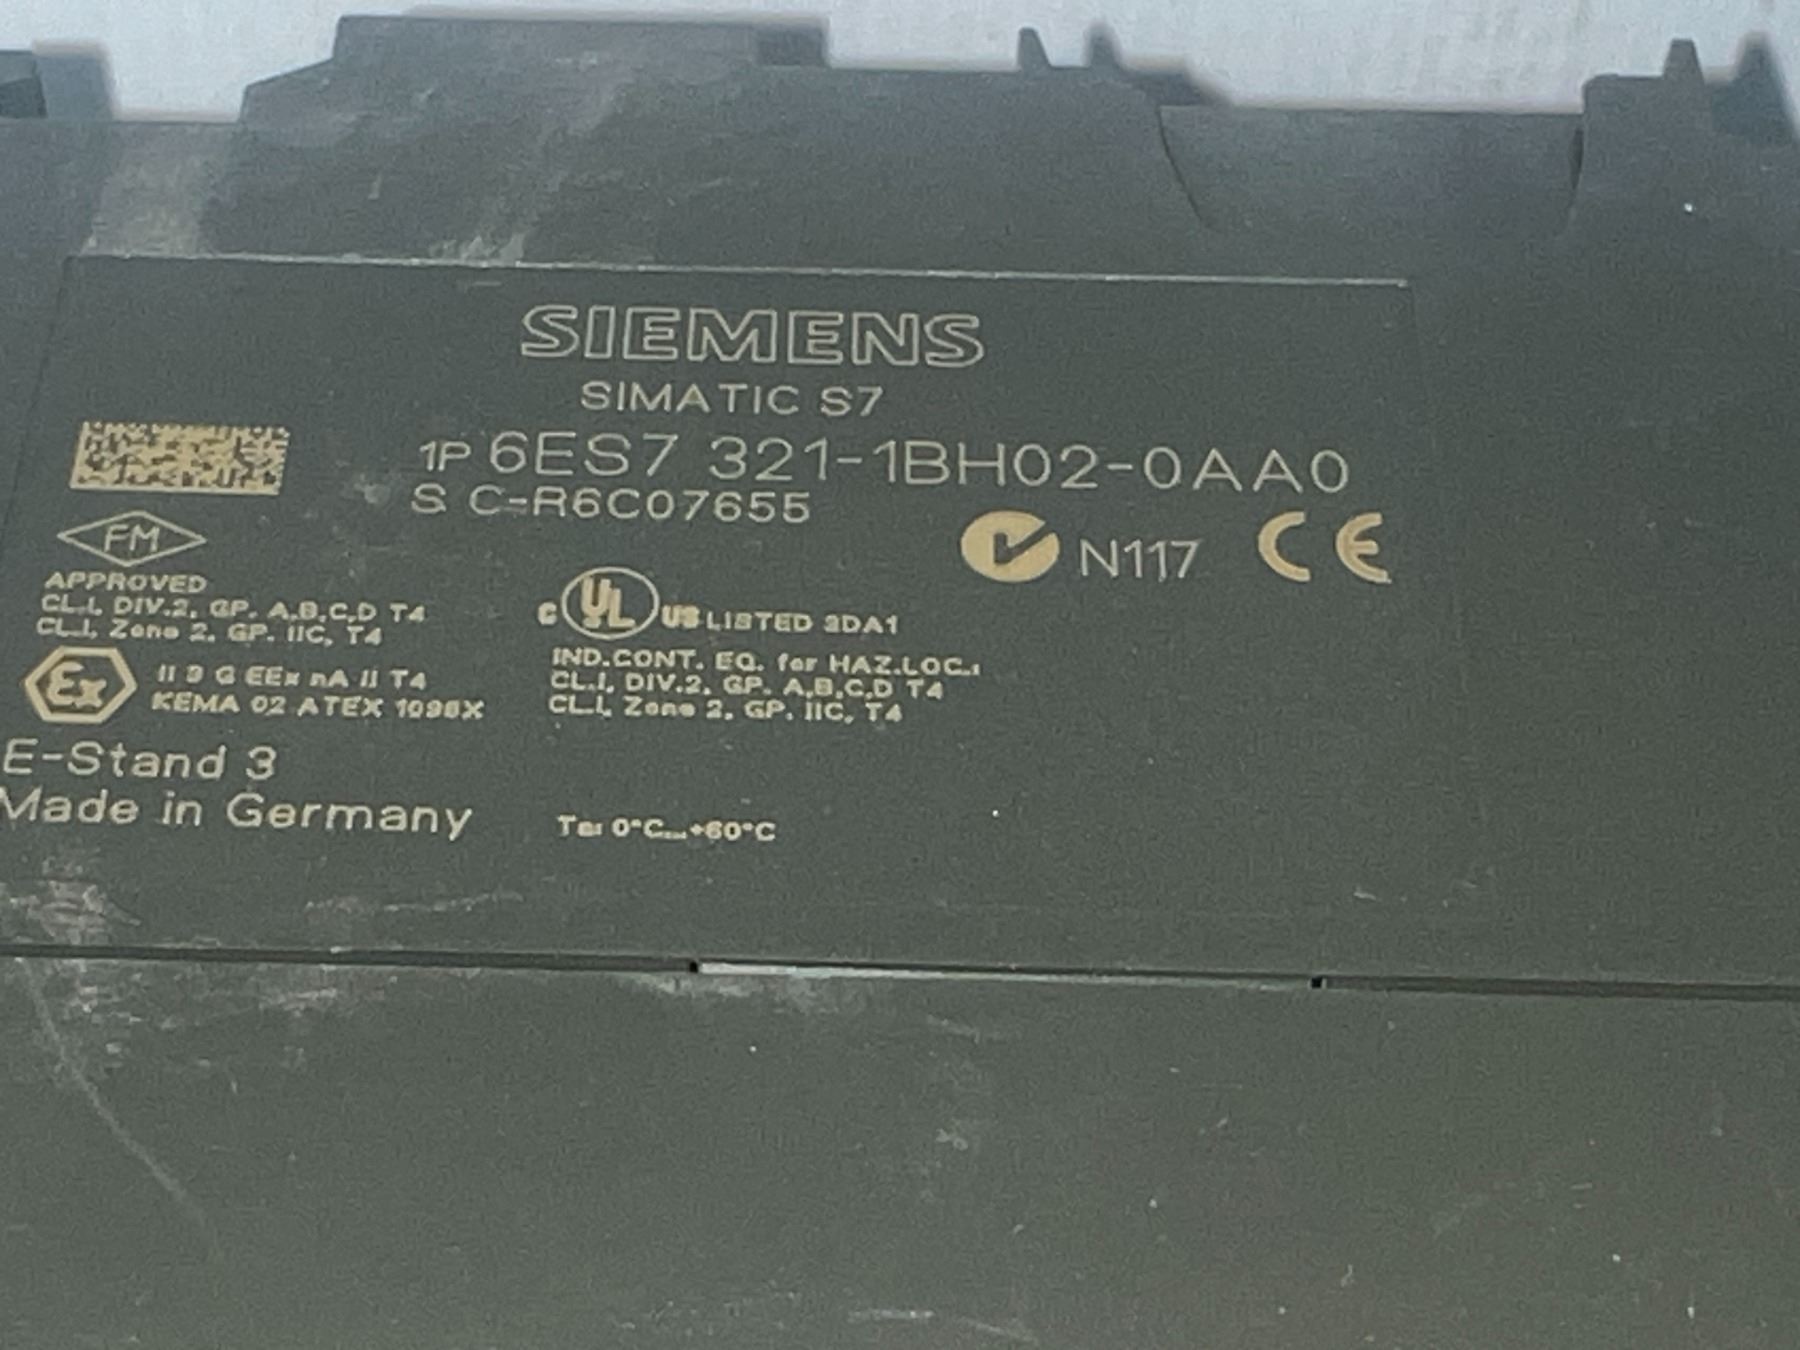 SIEMENS
SIMATIC S7
1P 6ES7 321-1BH02-0AA0
S C-R6C07655
N117 CE
FM
APPROVED
CL.I, DIV.2, GP. A,B,C,D T4
CL.I, Zone 2, GP. IIC, T4
Ex
II 3 G EEx nA II T4
KEMA 02 ATEX 1096X
E-Stand 3
Made in Germany
C UL US LISTED 2DA1
IND.CONT. EQ. for HAZ.LOC.:
CL.I, DIV.2, GP. A,B,C,D T4
CL.I, Zone 2, GP. IIC, T4
Ta: 0°C...+60°C